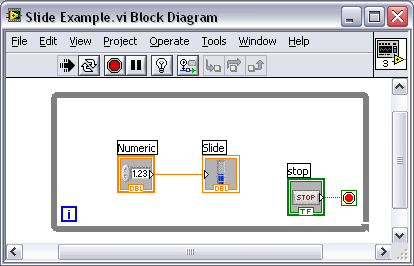 Slide Example.vi Block Diagram
File Edit View Project Operate Tools Window Help
3
Numeric
1.23
DBL
Slide
DBL
stop
STOP
TF
i